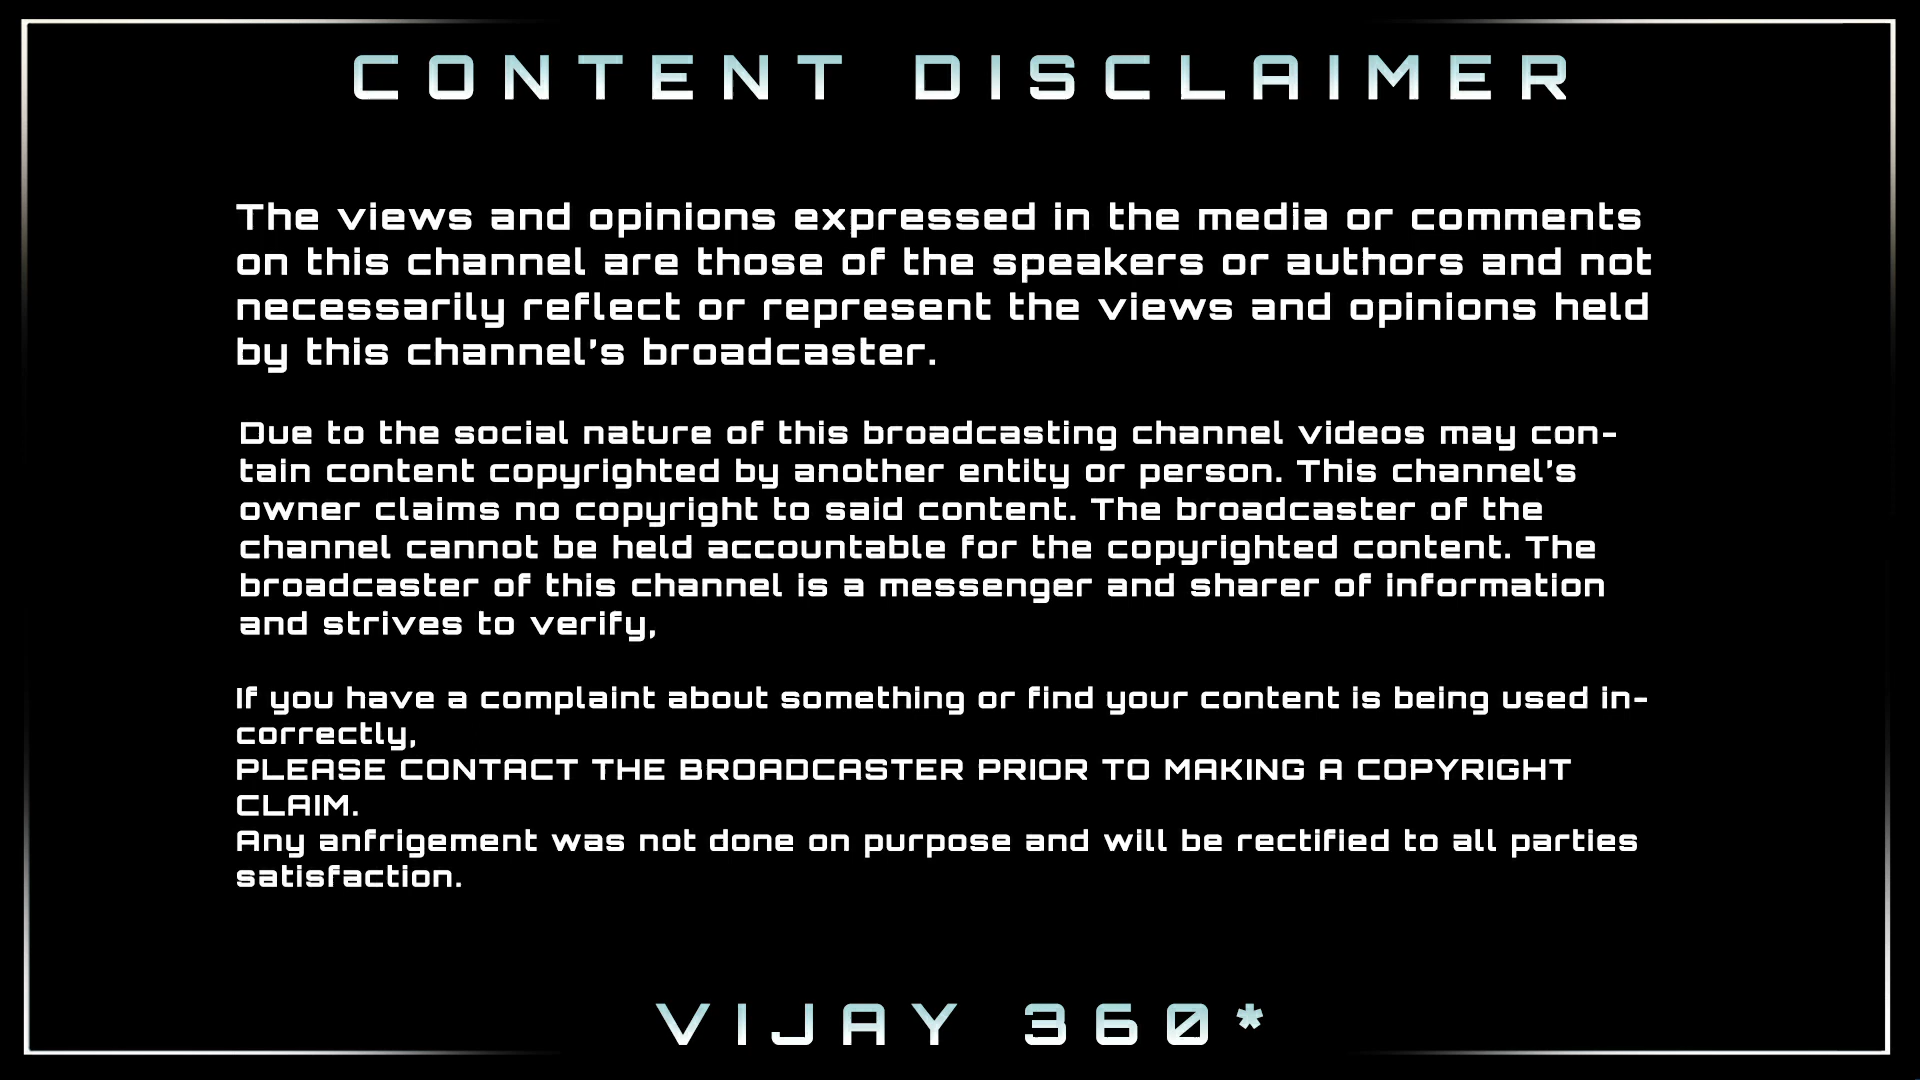 CONTENT DISCLAIMER
The views and opinions expressed in the media or comments
on this channel are those of the speakers or authors and not
necessarily reflect or represent the views and opinions held
by this channel's broadcaster.
Due to the social nature of this broadcasting channel videos may con-
tain content copyrighted by another entity or person. This channel's
owner claims no copyright to said content. The broadcaster of the
channel cannot be held accountable for the copyrighted content. The
broadcaster of this channel is a messenger and sharer of information
and strives to verify,
If you have a complaint about something or find your content is being used in-
correctly,
PLEASE CONTACT THE BROADCASTER PRIOR TO MAKING A COPYRIGHT
CLAIM.
Any anfrigement was not done on purpose and will be rectified to all parties
satisfaction.
VIJAY 360*